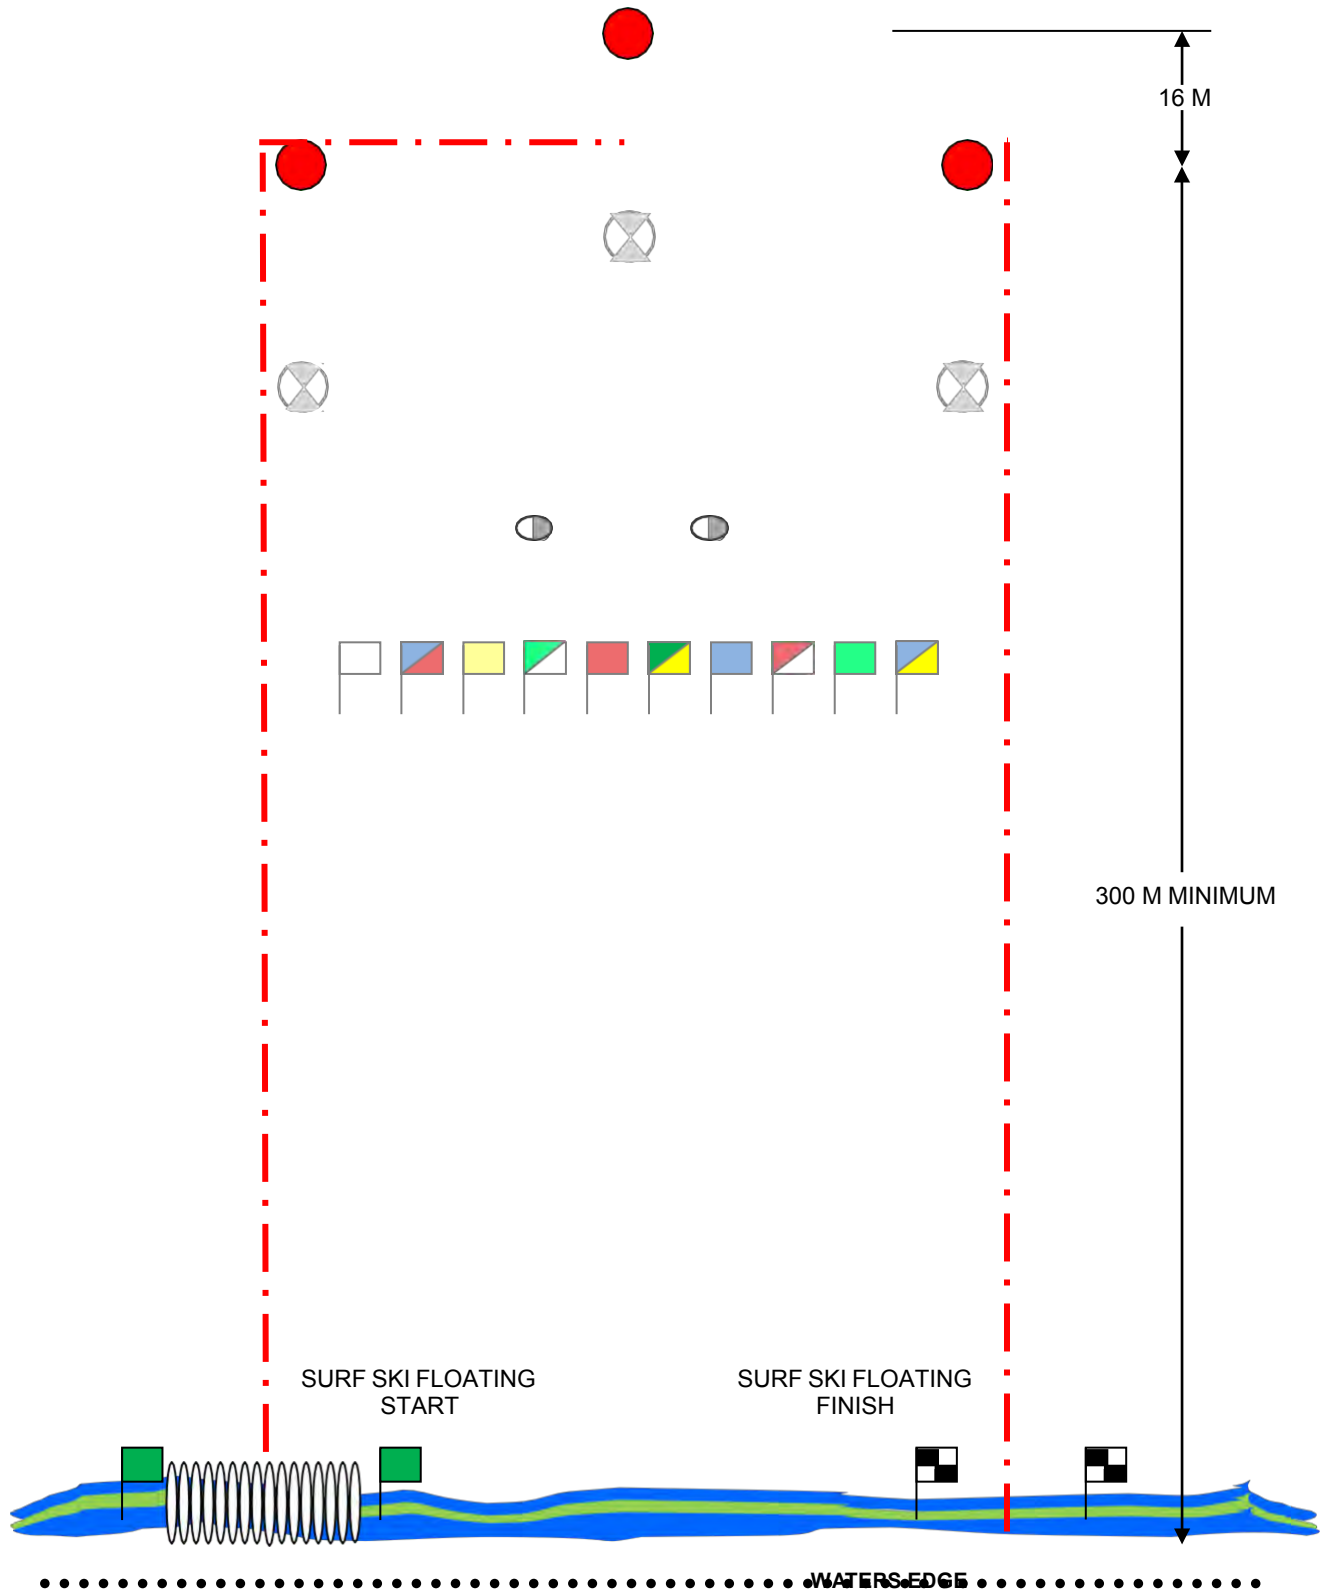 16 M
300 M MINIMUM
SURF SKI FLOATING
START
SURF SKI FLOATING
FINISH
WATERS EDGE